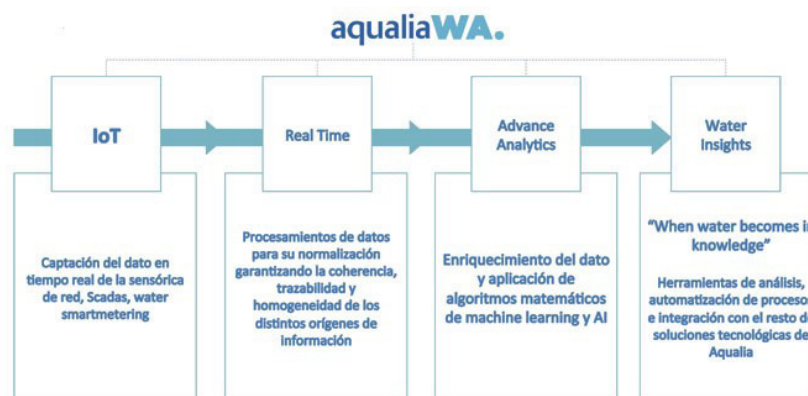 aqualiaWA.
IoT
Real Time
Advance
Analytics
Water
Insights
Captación del dato en
tiempo real de la sensórica
de red, Scadas, water
smartmetering
Procesamientos de datos
para su normalización
garantizando la coherencia,
trazabilidad y
homogeneidad de los
distintos orígenes de
información
Enriquecimiento del dato
y aplicación de
algoritmos matemáticos
de machine learning y AI
“When water becomes in
knowledge”
Herramientas de análisis,
automatización de procesos
e integración con el resto de
soluciones tecnológicas de
Aqualia